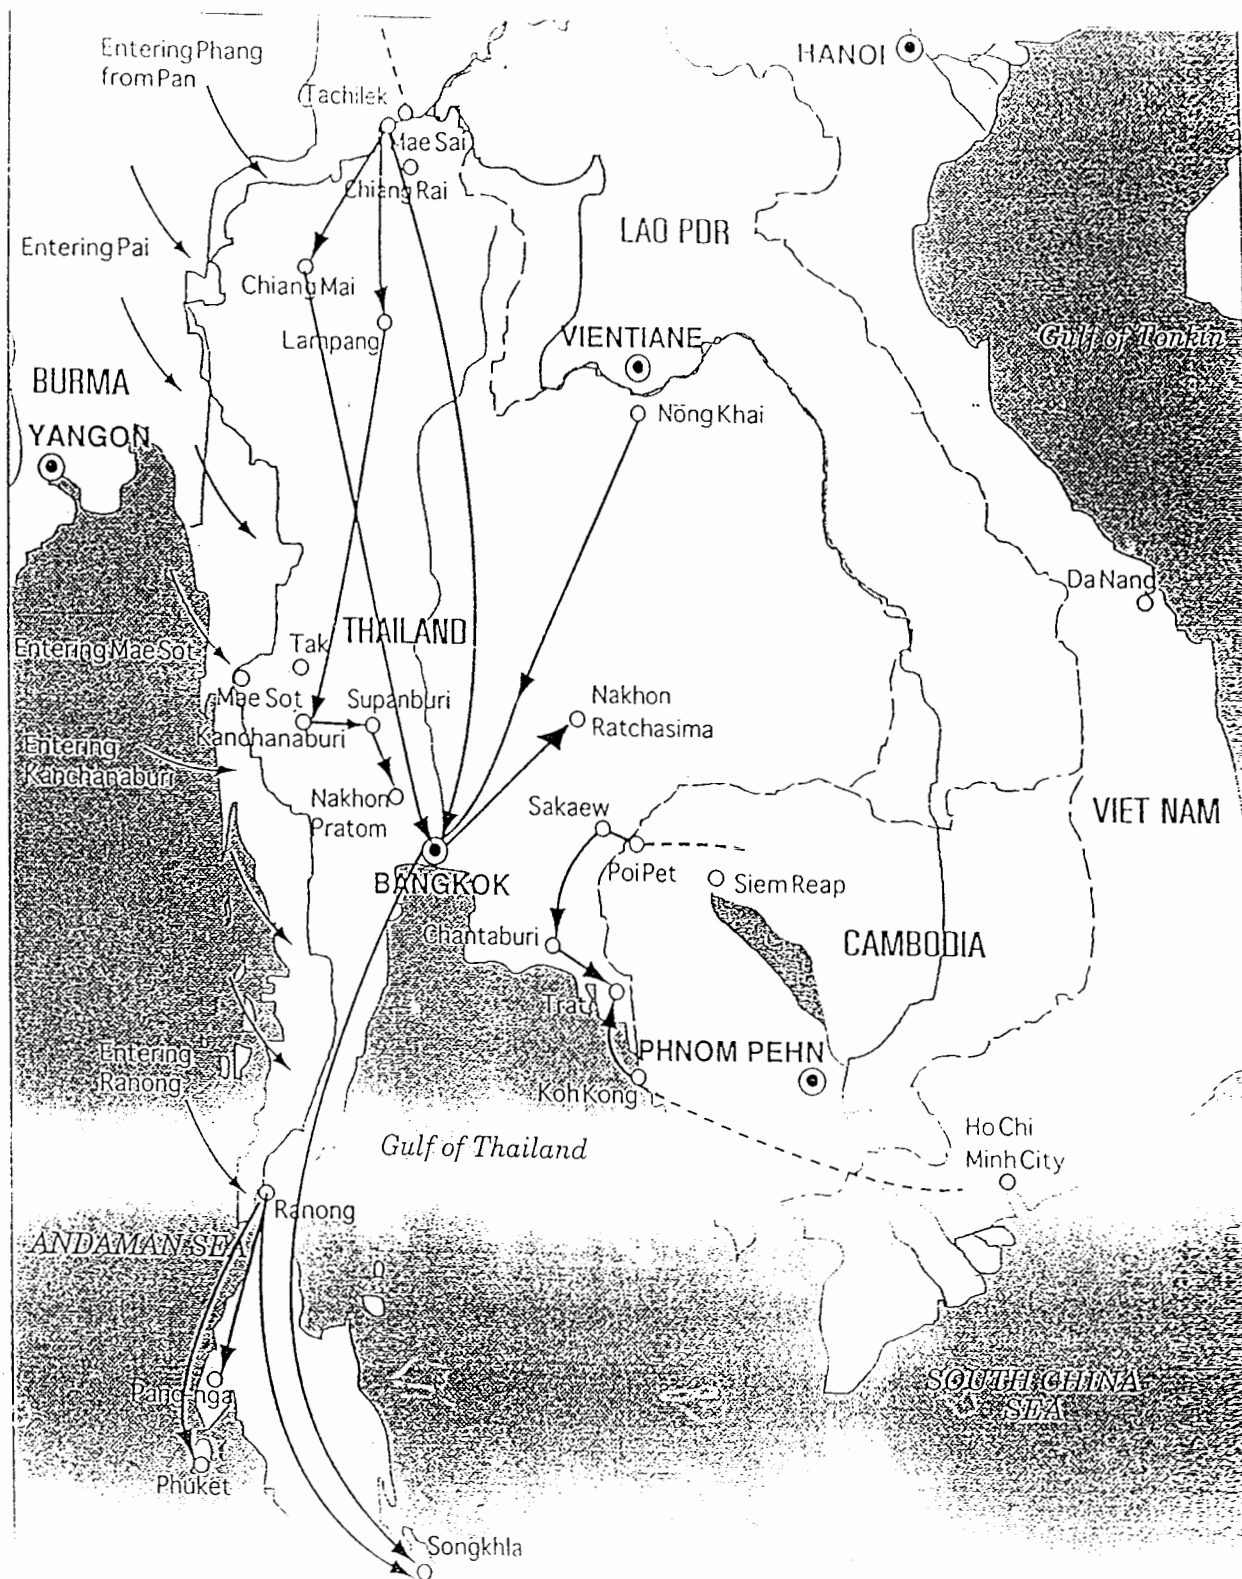 Entering Phang
from Pan
HANOI
Tachilek
Mae Sai
Chiang Rai
LAO PDR
Entering Pai
Chiang Mai
Gulf of Tonkin
Lampang
VIENTIANE
BURMA
Nong Khai
YANGON
Da Nang
THAILAND
Tak
Entering Mae Sot
Mae Sot
Supanburi
Nakhon
Ratchasima
Kanchanaburi
Entering
Kanchanaburi
Nakhon
Pratom
Sakaew
VIET NAM
PoiPet
BANGKOK
Siem Reap
Chantaburi
CAMBODIA
Trat
Entering
Ranong
PHNOM PEHN
Koh Kong
Gulf of Thailand
Ho Chi
Minh City
Ranong
ANDAMAN SEA
Pang-nga
SOUTH CHINA
SEA
Phuket
Songkhla